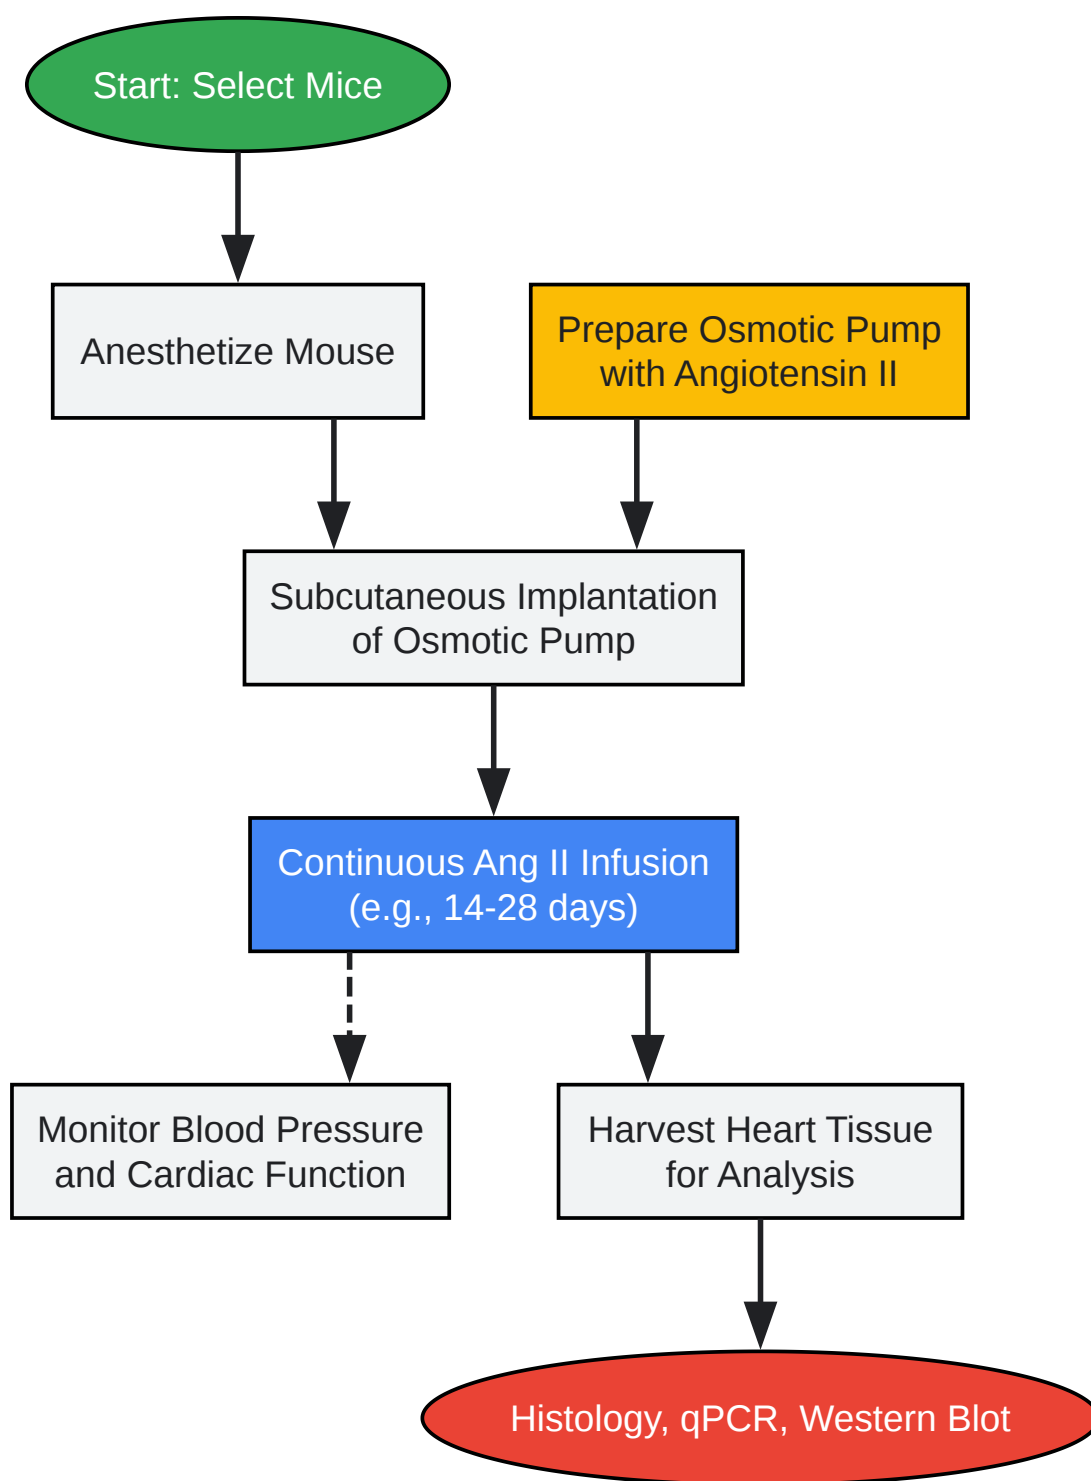 Start: Select Mice
Anesthetize Mouse
Prepare Osmotic Pump
with Angiotensin II
Subcutaneous Implantation
of Osmotic Pump
Continuous Ang II Infusion
(e.g., 14-28 days)
Monitor Blood Pressure
and Cardiac Function
Harvest Heart Tissue
for Analysis
Histology, qPCR, Western Blot